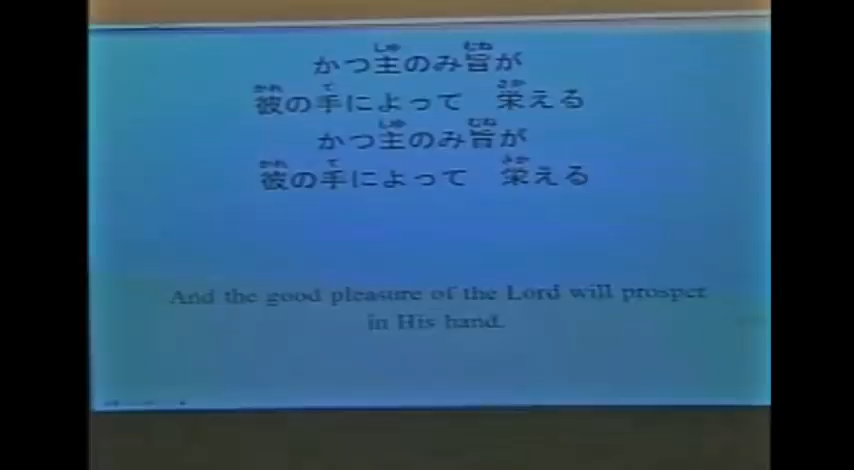 かつ主のみ旨が
彼の手によって 栄える
かつ主のみ旨が
彼の手によって 栄える
And the good pleasure of the Lord will prosper
in His hand.